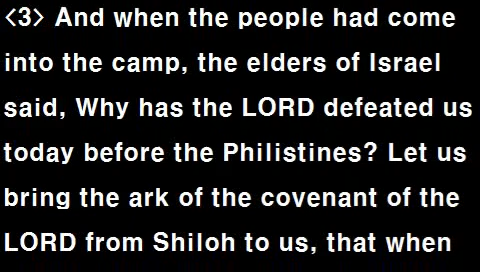 <3> And when the people had come
into the camp, the elders of Israel
said, Why has the LORD defeated us
today before the Philistines? Let us
bring the ark of the covenant of the
LORD from Shiloh to us, that when